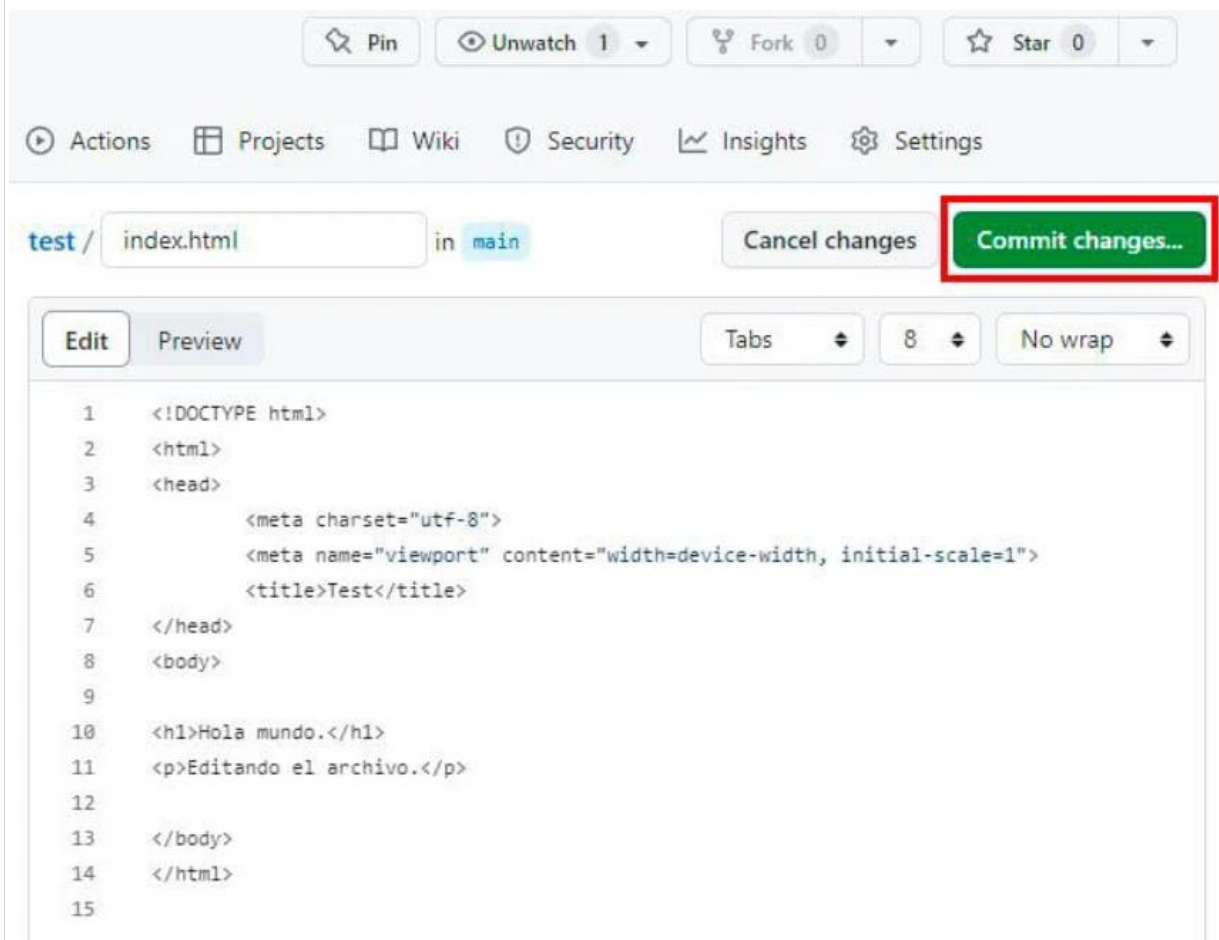 Pin Unwatch 1 Fork 0 Star 0
Actions Projects Wiki Security Insights Settings
test / index.html in main Cancel changes Commit changes...
Edit Preview Tabs 8 No wrap
1 <!DOCTYPE html>
2 <html>
3 <head>
4 <meta charset="utf-8">
5 <meta name="viewport" content="width=device-width, initial-scale=1">
6 <title>Test</title>
7 </head>
8 <body>
9
10 <h1>Hola mundo.</h1>
11 <p>Editando el archivo.</p>
12
13 </body>
14 </html>
15